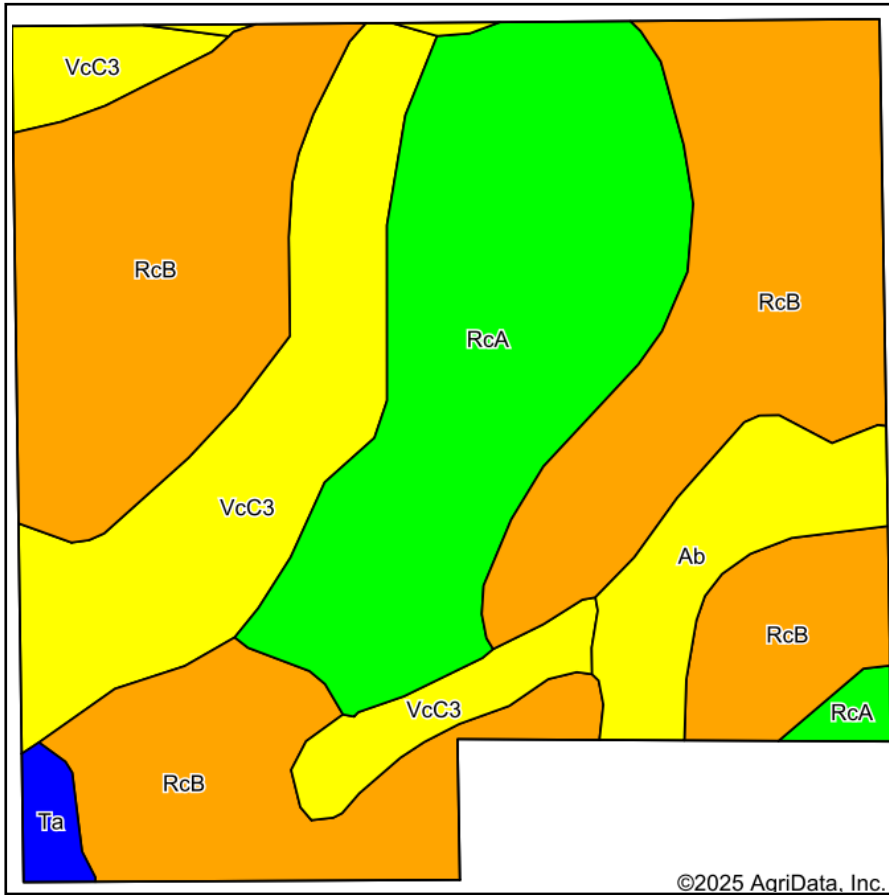 VcC3
RcB
RcB
RcA
VcC3
Ab
RcB
VcC3
RcA
RcB
Ta
©2025 AgriData, Inc.